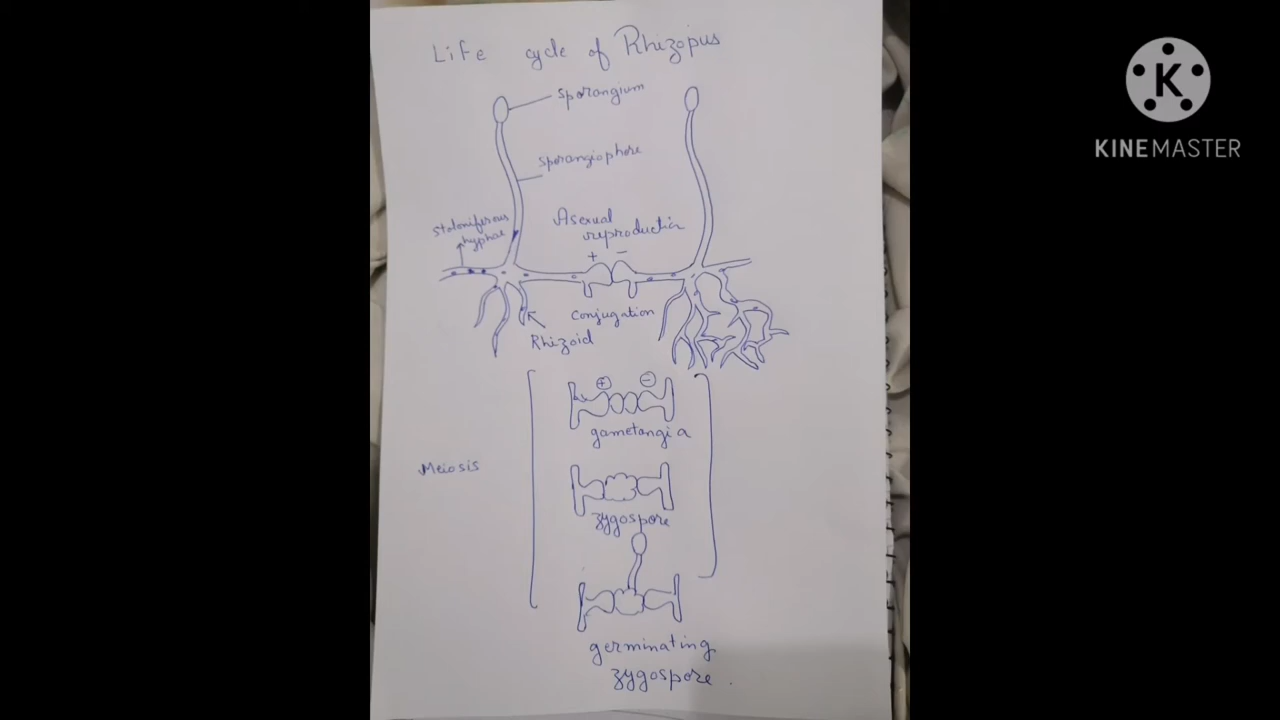 Life cycle of Rhizopus
Sporangium
Sporangiophore
Stoloniferous
hyphae
Asexual
reproduction
+ −
Conjugation
Rhizoid
+ −
gametangia
Meiosis
zygospore
germinating
zygospore.
K
KINEMASTER